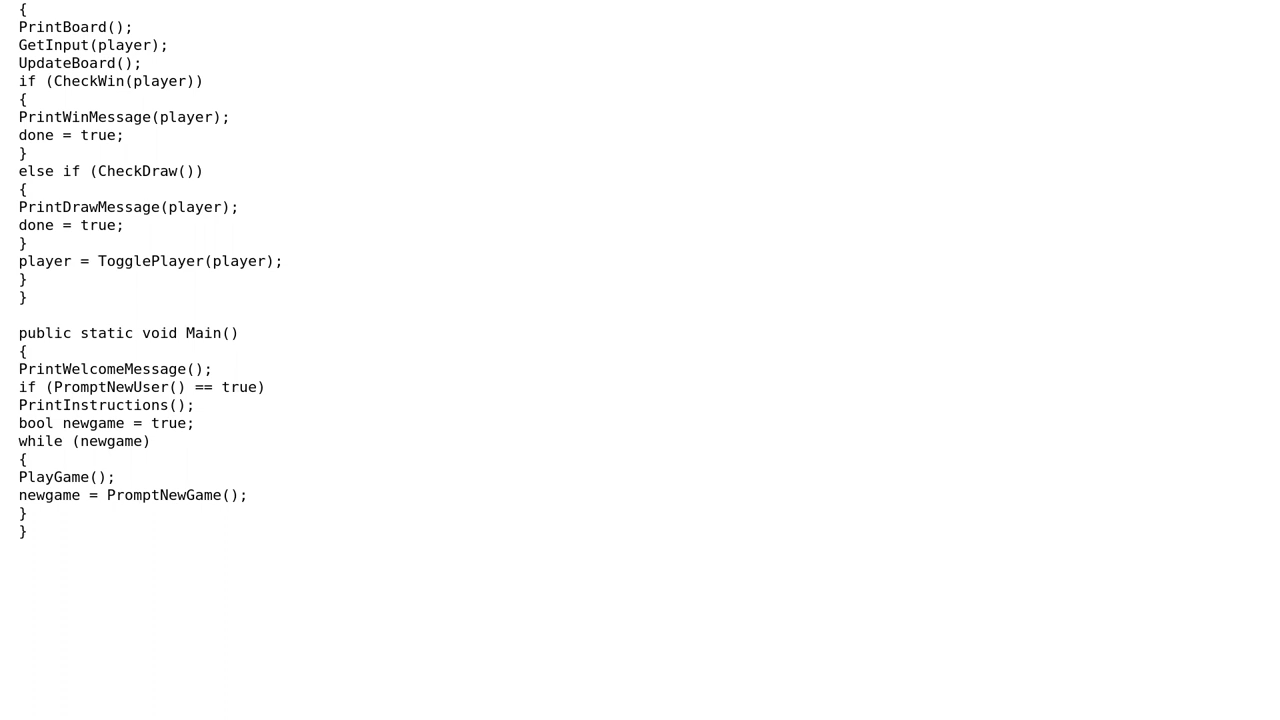 {
PrintBoard();
GetInput(player);
UpdateBoard();
if (CheckWin(player))
{
PrintWinMessage(player);
done = true;
}
else if (CheckDraw())
{
PrintDrawMessage(player);
done = true;
}
player = TogglePlayer(player);
}
}

public static void Main()
{
PrintWelcomeMessage();
if (PromptNewUser() == true)
PrintInstructions();
bool newgame = true;
while (newgame)
{
PlayGame();
newgame = PromptNewGame();
}
}